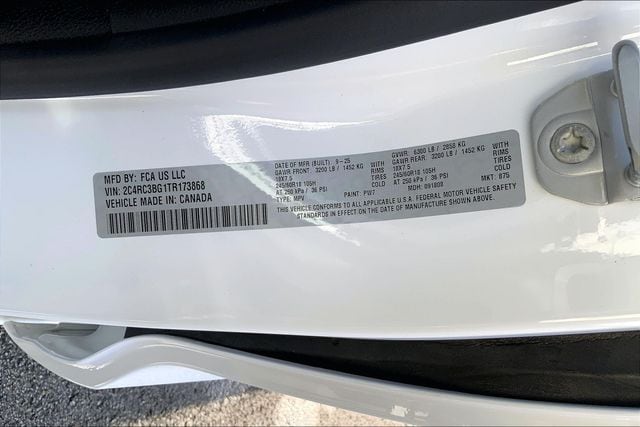 MFD BY: FCA US LLC
VIN: 2C4RC3BG1TR173868
VEHICLE MADE IN: CANADA
DATE OF MFR (BUILT): 9-25 GVWR: 6300 LB / 2858 KG
GAWR FRONT: 3200 LB / 1452 KG WITH GAWR REAR: 3200 LB / 1452 KG WITH
18X7.5 RIMS 18X7.5 RIMS
245/60R18 105H TIRES 245/60R18 105H TIRES
AT 250 kPa / 36 PSI COLD AT 250 kPa / 36 PSI COLD
TYPE: MPV PAINT: PW7 MDH: 091803 MKT: 875
THIS VEHICLE CONFORMS TO ALL APPLICABLE U.S.A. FEDERAL MOTOR VEHICLE SAFETY
STANDARDS IN EFFECT ON THE DATE OF MANUFACTURE SHOWN ABOVE.